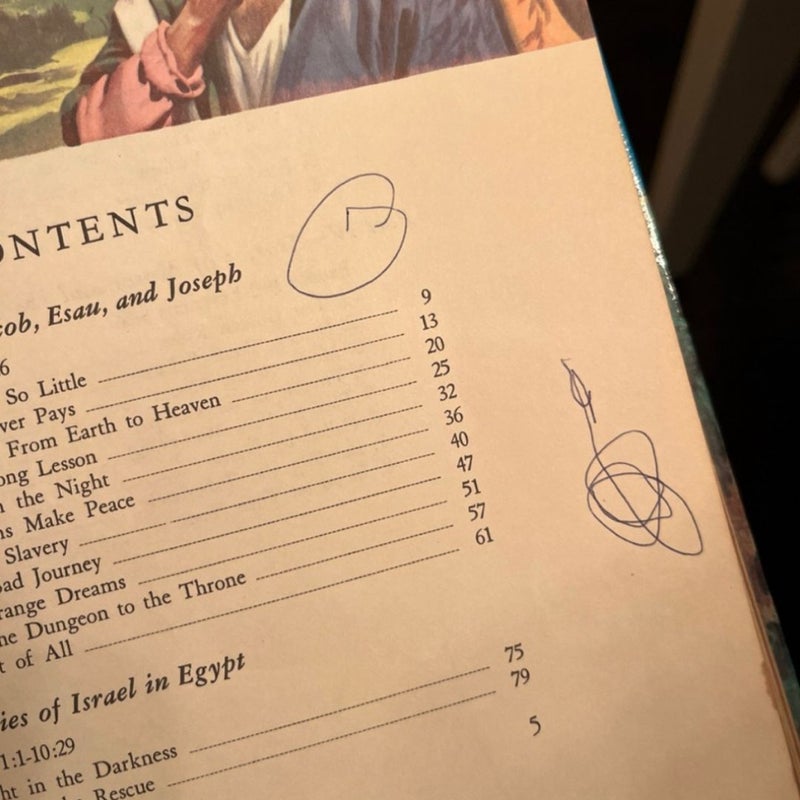 ONTENTS
cob, Esau, and Joseph
6
So Little 9
ver Pays 13
From Earth to Heaven 20
ong Lesson 25
n the Night 32
ns Make Peace 36
Slavery 40
ad Journey 47
range Dreams 51
he Dungeon to the Throne 57
t of All 61
ies of Israel in Egypt
1:1-10:29
ht in the Darkness 75
Rescue 79
5